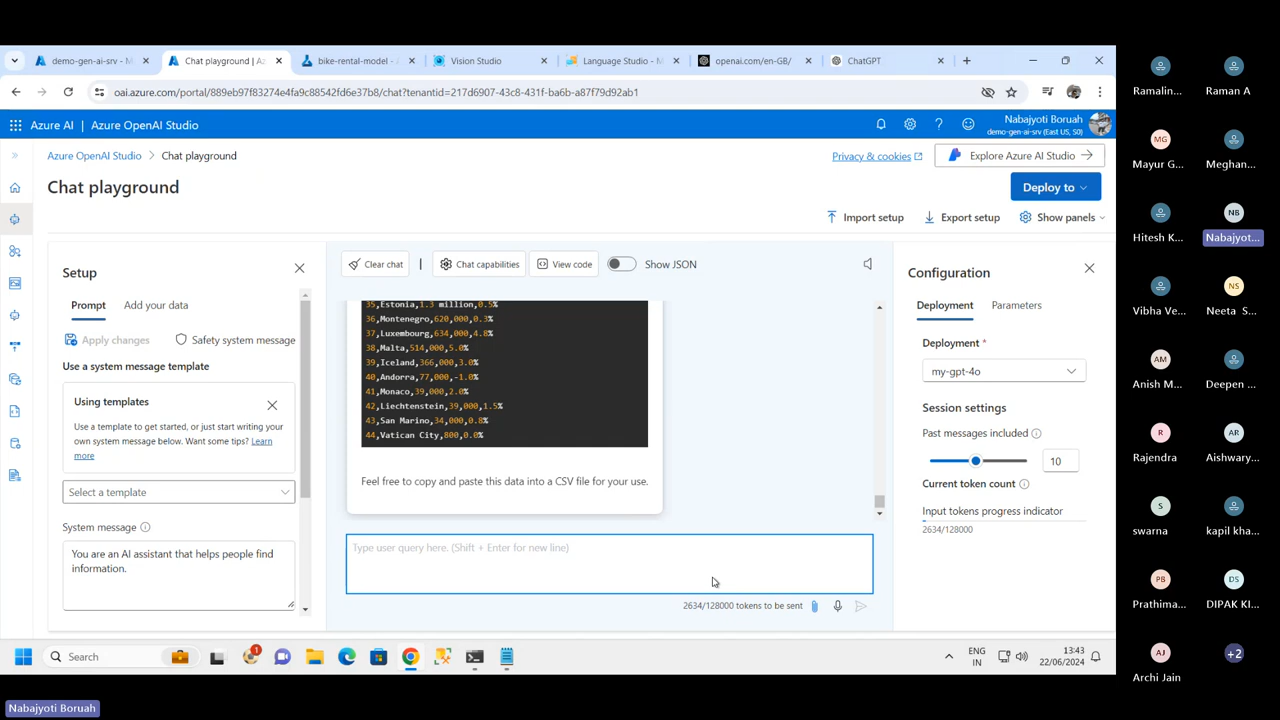 demo-gen-ai-srv - M
Chat playground | Az
bike-rental-model - A
Vision Studio
Language Studio - M
openai.com/en-GB/
ChatGPT
oai.azure.com/portal/889eb97f83274e4fa9c88542fd6e37b8/chat?tenantid=217d6907-43c8-431f-ba6b-a87f79d92ab1
Azure AI | Azure OpenAI Studio
Nabajyoti Boruah
demo-gen-ai-srv (East US, S0)
Azure OpenAI Studio > Chat playground
Privacy & cookies
Explore Azure AI Studio
Chat playground
Deploy to
Import setup
Export setup
Show panels
Setup
Prompt
Add your data
Apply changes
Safety system message
Use a system message template
Using templates
Use a template to get started, or just start writing your
own system message below. Want some tips? Learn
more
Select a template
System message
You are an AI assistant that helps people find
information.
Clear chat
Chat capabilities
View code
Show JSON
35,Estonia,1.3 million,0.5%
36,Montenegro,620,000,0.3%
37,Luxembourg,634,000,4.8%
38,Malta,514,000,5.0%
39,Iceland,366,000,3.0%
40,Andorra,77,000,-1.0%
41,Monaco,39,000,2.0%
42,Liechtenstein,39,000,1.5%
43,San Marino,34,000,0.8%
44,Vatican City,800,0.0%
Feel free to copy and paste this data into a CSV file for your use.
Type user query here. (Shift + Enter for new line)
2634/128000 tokens to be sent
Configuration
Deployment
Parameters
Deployment *
my-gpt-4o
Session settings
Past messages included
10
Current token count
Input tokens progress indicator
2634/128000
Search
1
ENG
IN
13:43
22/06/2024
Nabajyoti Boruah
Ramalin...
Raman A
MG
Mayur G...
Meghan...
Hitesh K...
NB
Nabajyot...
Vibha Ve...
NS
Neeta S...
AM
Anish M...
Deepen ...
R
Rajendra
AR
Aishwary...
S
swarna
kapil kha...
PB
Prathima...
DS
DIPAK KI...
AJ
Archi Jain
+2